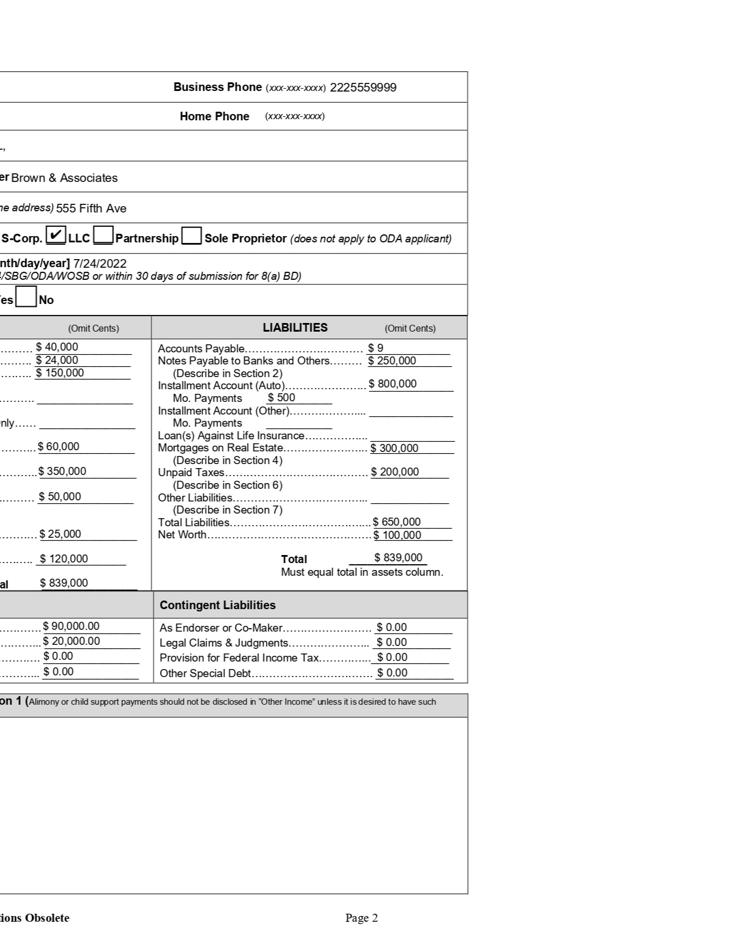 Business Phone (xxx-xxx-xxxx) 2225559999
Home Phone (xxx-xxx-xxxx)
er Brown & Associates
ne address) 555 Fifth Ave
S-Corp. ✔ LLC Partnership Sole Proprietor (does not apply to ODA applicant)
nth/day/year] 7/24/2022
/SBG/ODA/WOSB or within 30 days of submission for 8(a) BD)
es No
(Omit Cents) LIABILITIES (Omit Cents)
$ 40,000 Accounts Payable $ 9
$ 24,000 Notes Payable to Banks and Others $ 250,000
$ 150,000 (Describe in Section 2)
Installment Account (Auto) $ 800,000
Mo. Payments $ 500
Installment Account (Other)
nly Mo. Payments
Loan(s) Against Life Insurance
$ 60,000 Mortgages on Real Estate $ 300,000
(Describe in Section 4)
$ 350,000 Unpaid Taxes $ 200,000
(Describe in Section 6)
$ 50,000 Other Liabilities
(Describe in Section 7)
Total Liabilities $ 650,000
$ 25,000 Net Worth $ 100,000
$ 120,000 Total $ 839,000
Must equal total in assets column.
al $ 839,000
Contingent Liabilities
$ 90,000.00 As Endorser or Co-Maker $ 0.00
$ 20,000.00 Legal Claims & Judgments $ 0.00
$ 0.00 Provision for Federal Income Tax $ 0.00
$ 0.00 Other Special Debt $ 0.00
on 1 (Alimony or child support payments should not be disclosed in "Other Income" unless it is desired to have such
tions Obsolete Page 2